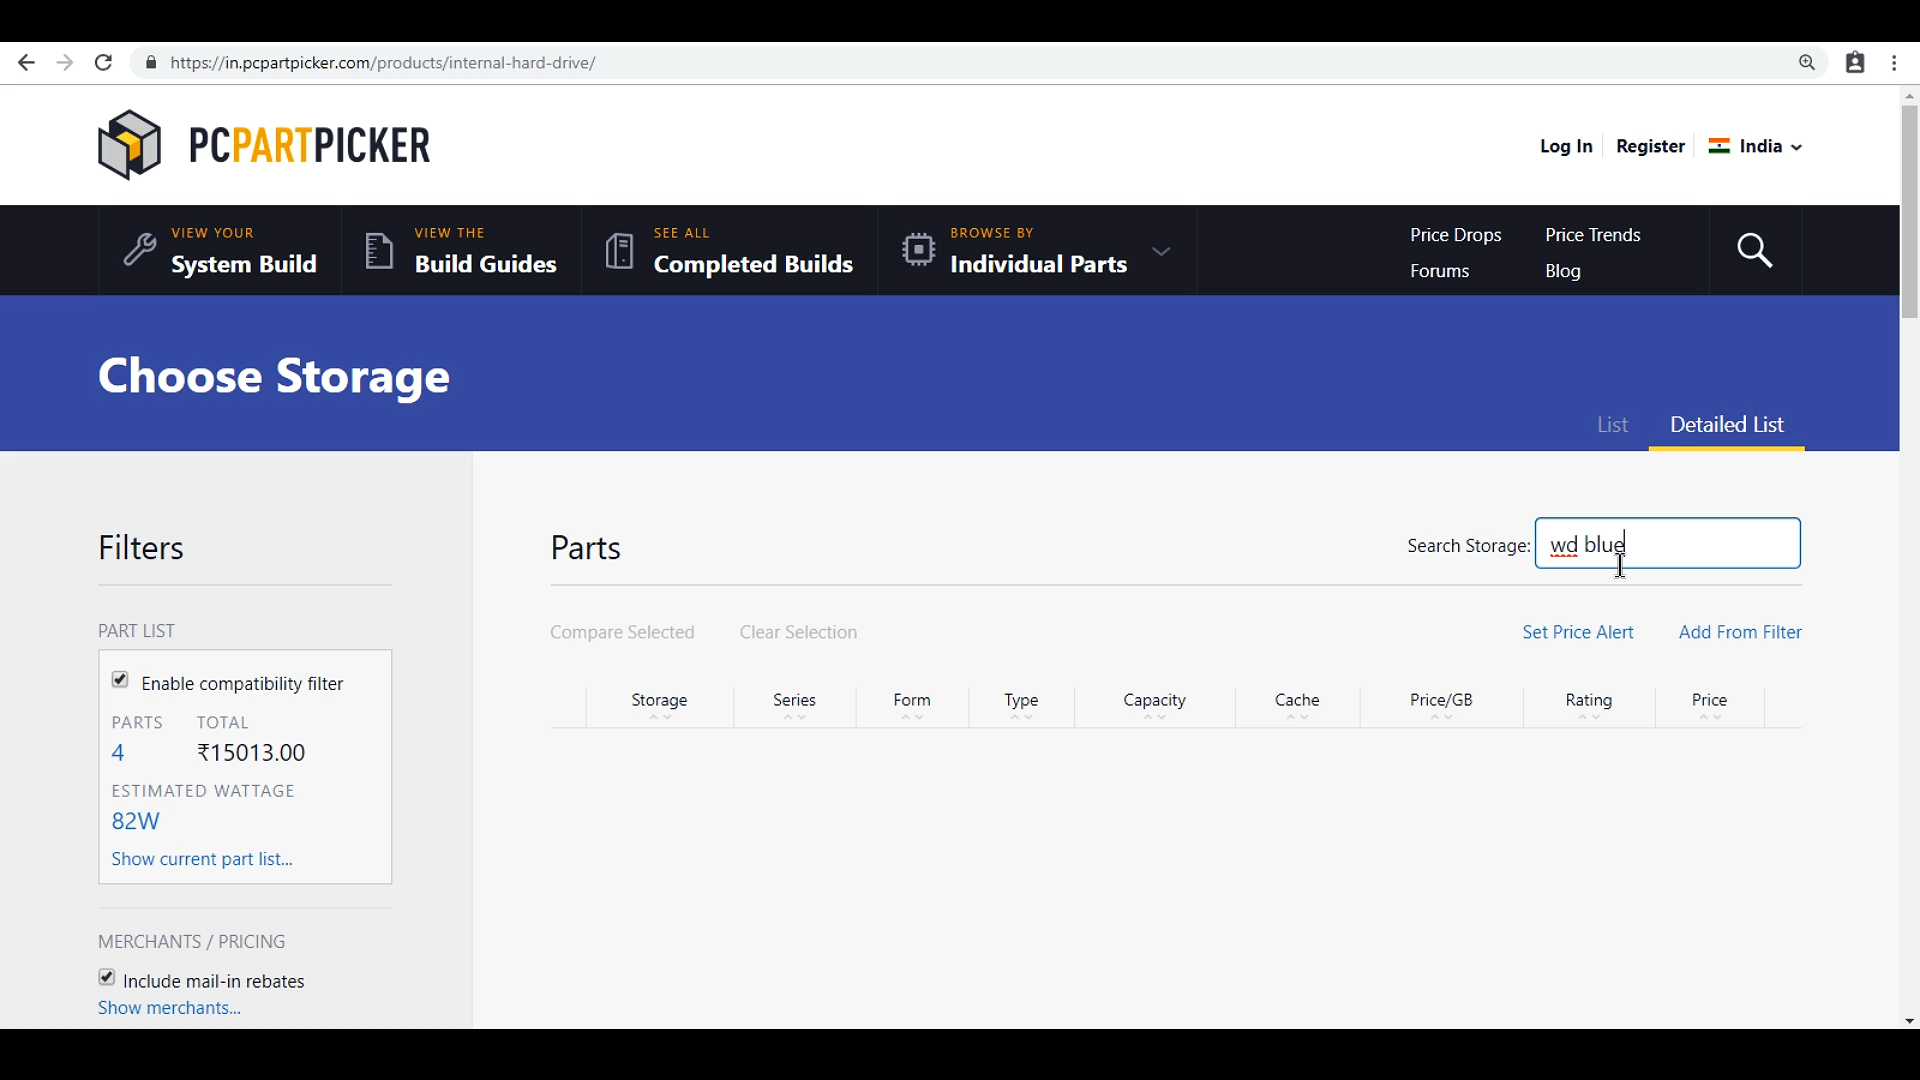 https://in.pcpartpicker.com/products/internal-hard-drive/
PCPARTPICKER
Log In Register India
VIEW YOUR
System Build
VIEW THE
Build Guides
SEE ALL
Completed Builds
BROWSE BY
Individual Parts
Price Drops Price Trends
Forums Blog
Choose Storage
List Detailed List
Filters
Parts
Search Storage: wd blue
PART LIST
Compare Selected Clear Selection Set Price Alert Add From Filter
Enable compatibility filter
Storage Series Form Type Capacity Cache Price/GB Rating Price
PARTS TOTAL
4 ₹15013.00
ESTIMATED WATTAGE
82W
Show current part list...
MERCHANTS / PRICING
Include mail-in rebates
Show merchants...